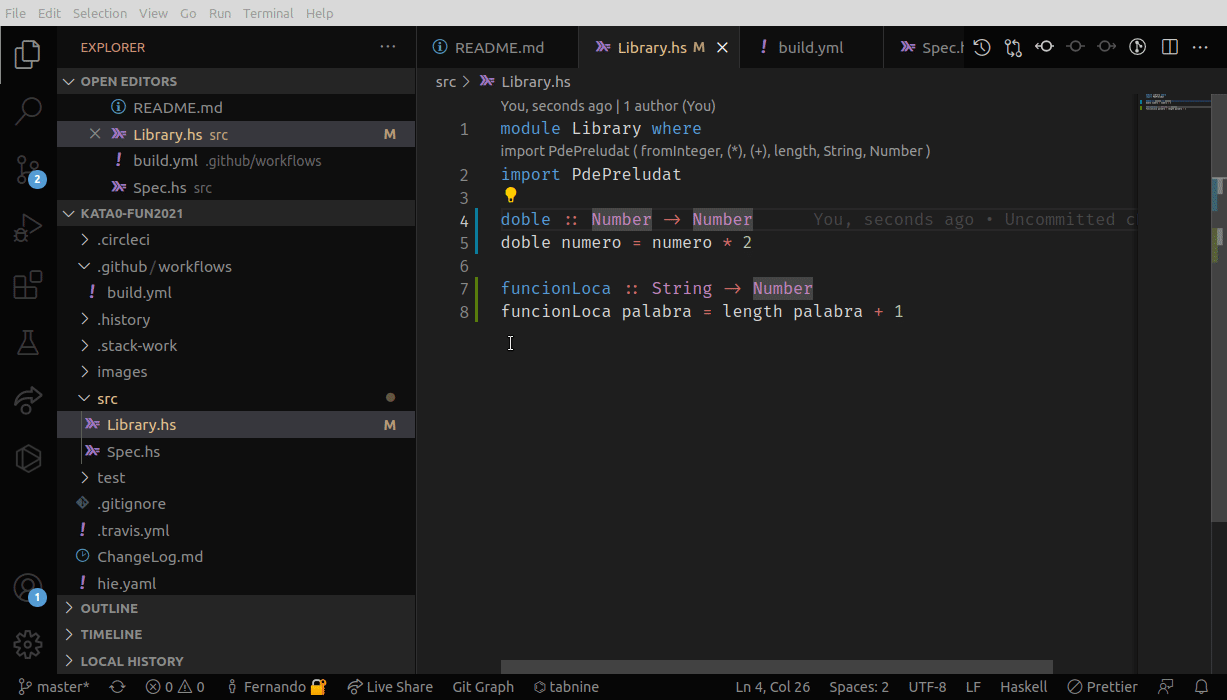 File Edit Selection View Go Run Terminal Help
EXPLORER
OPEN EDITORS
README.md
Library.hs src M
build.yml .github/workflows
Spec.hs src
KATA0-FUN2021
.circleci
.github/workflows
build.yml
.history
.stack-work
images
src
Library.hs M
Spec.hs
test
.gitignore
.travis.yml
ChangeLog.md
hie.yaml
OUTLINE
TIMELINE
LOCAL HISTORY
2
1
README.md Library.hs M build.yml Spec.h
src > Library.hs
You, seconds ago | 1 author (You)
1 module Library where
import PdePreludat ( fromInteger, (*), (+), length, String, Number )
2 import PdePreludat
3
4 doble :: Number → Number You, seconds ago • Uncommitted c
5 doble numero = numero * 2
6
7 funcionLoca :: String → Number
8 funcionLoca palabra = length palabra + 1
master* 0 0 Fernando Live Share Git Graph tabnine Ln 4, Col 26 Spaces: 2 UTF-8 LF Haskell Prettier